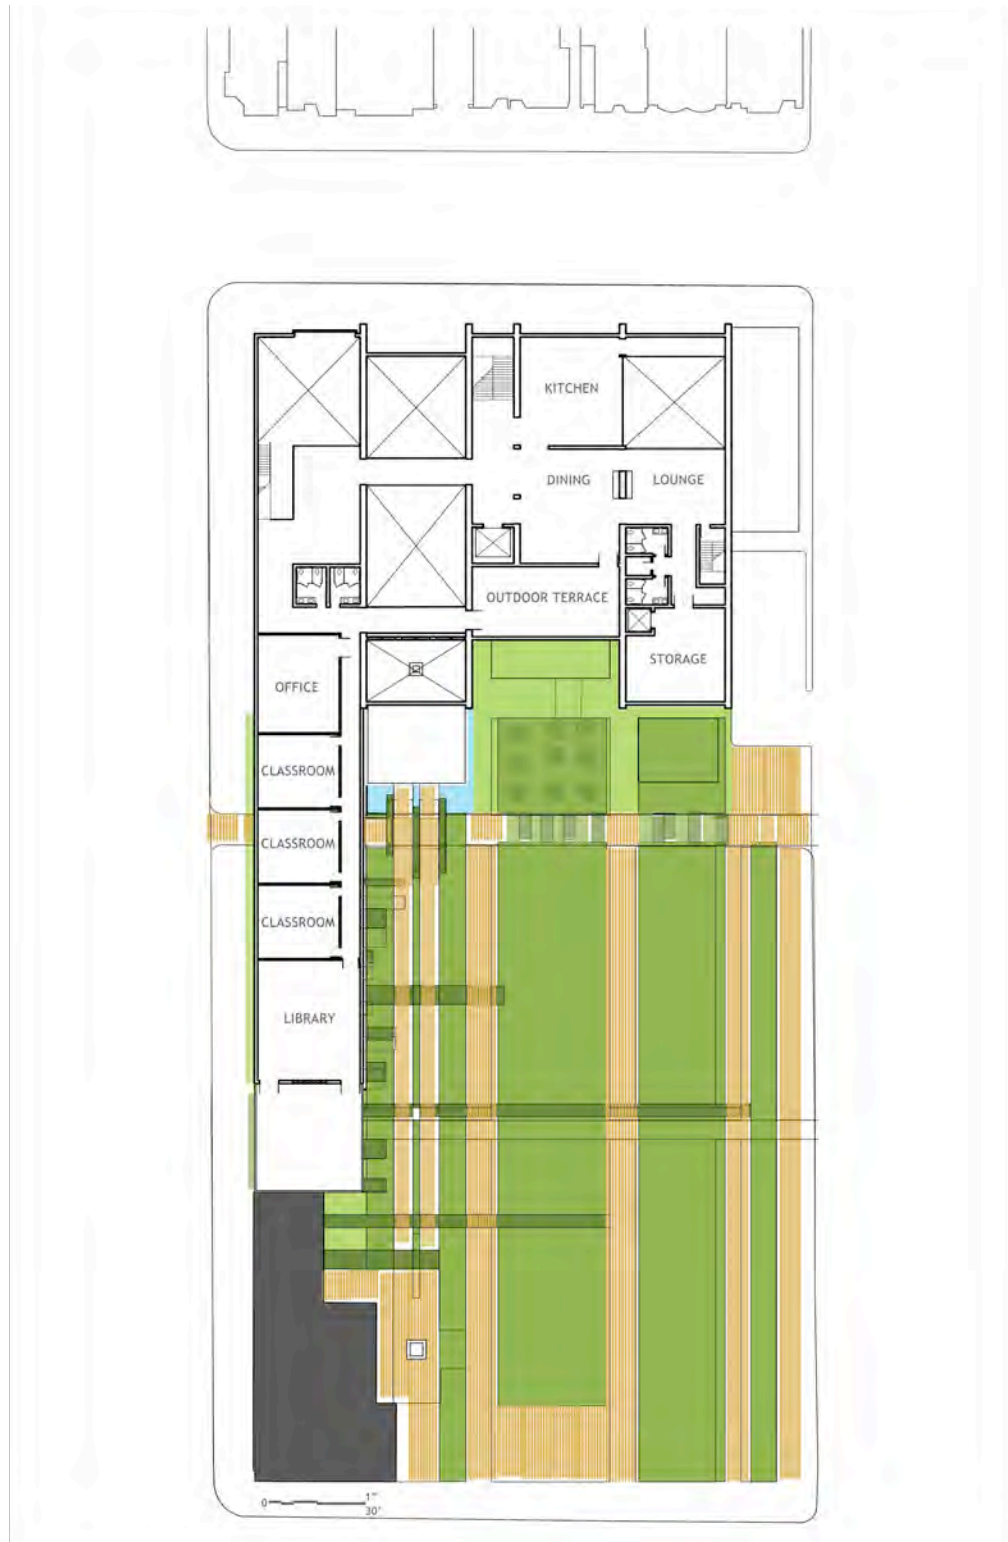 KITCHEN
DINING
LOUNGE
OUTDOOR TERRACE
STORAGE
OFFICE
CLASSROOM
CLASSROOM
CLASSROOM
LIBRARY
0
1"
30'